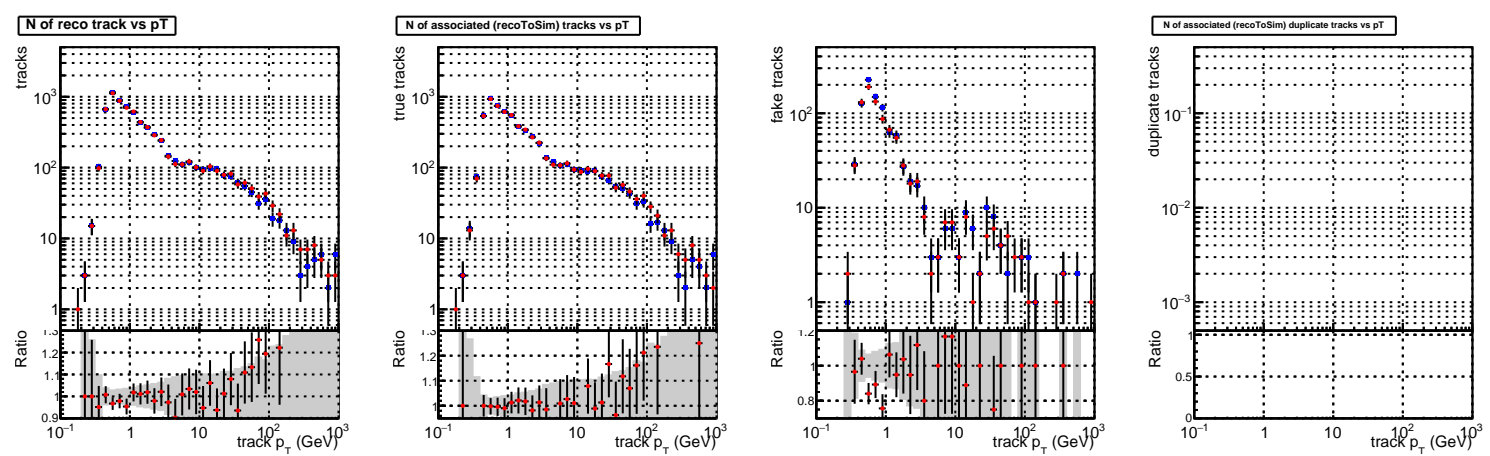 N of reco track vs pT
tracks
10³
10²
10
1
Ratio
1.3
1.2
1.1
1
0.9
10⁻¹ 1 10 10² 10³
track p_T (GeV)
N of associated (recoToSim) tracks vs pT
true tracks
10³
10²
10
1
Ratio
1.3
1.2
1.1
1
10⁻¹ 1 10 10² 10³
track p_T (GeV)
fake tracks
10²
10
1
Ratio
1.2
1
0.8
10⁻¹ 1 10 10² 10³
track p_T (GeV)
N of associated (recoToSim) duplicate tracks vs pT
duplicate tracks
10⁻¹
10⁻²
10⁻³
Ratio
1
0.5
0
10⁻¹ 1 10 10² 10³
track p_T (GeV)